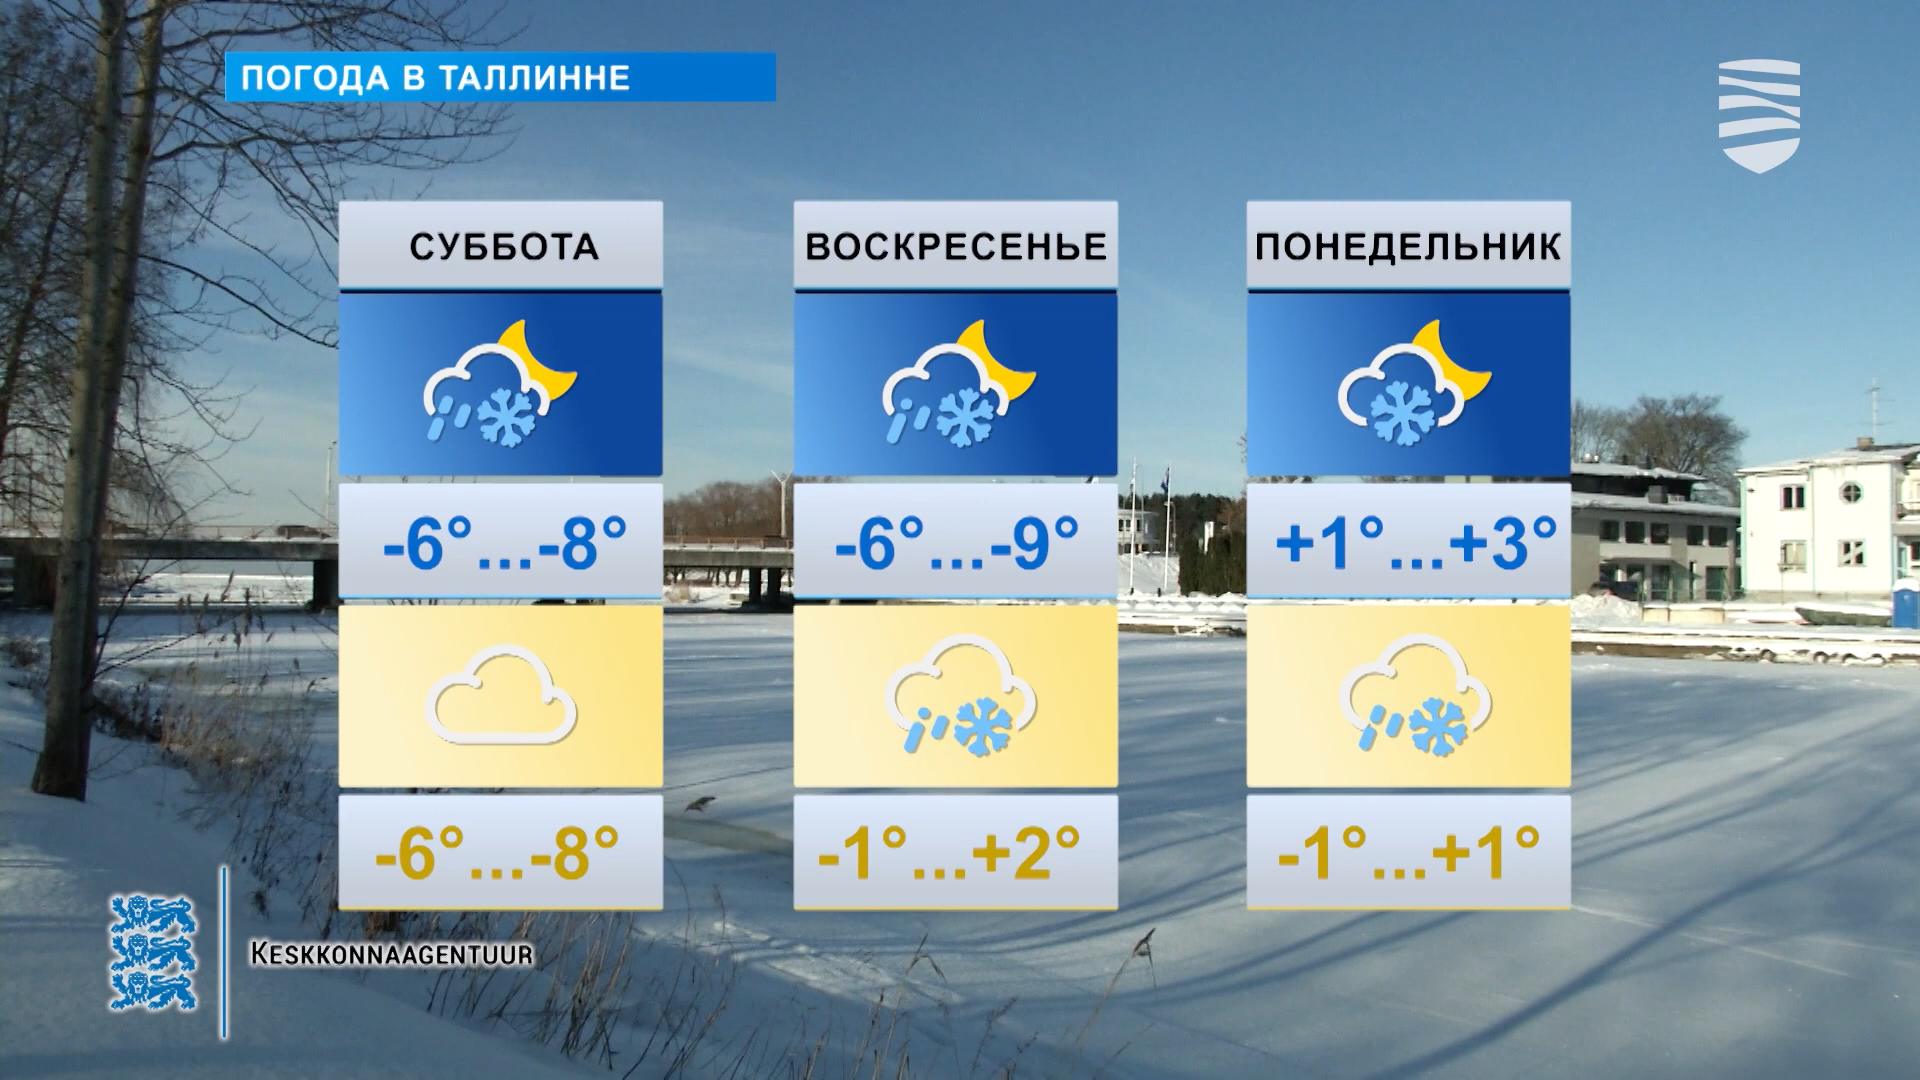 ПОГОДА В ТАЛЛИННЕ
СУББОТА ВОСКРЕСЕНЬЕ ПОНЕДЕЛЬНИК
-6°...-8° -6°...-9° +1°...+3°
-6°...-8° -1°...+2° -1°...+1°
KESKKONNAAGENTUUR